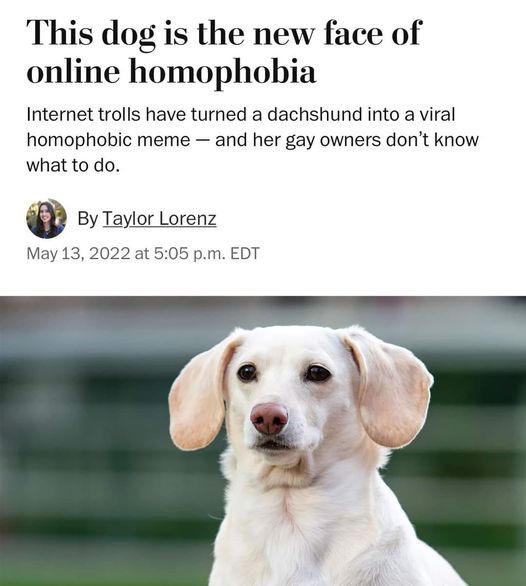 This dog is the new face of
online homophobia
Internet trolls have turned a dachshund into a viral
homophobic meme — and her gay owners don’t know
what to do.
By Taylor Lorenz
May 13, 2022 at 5:05 p.m. EDT